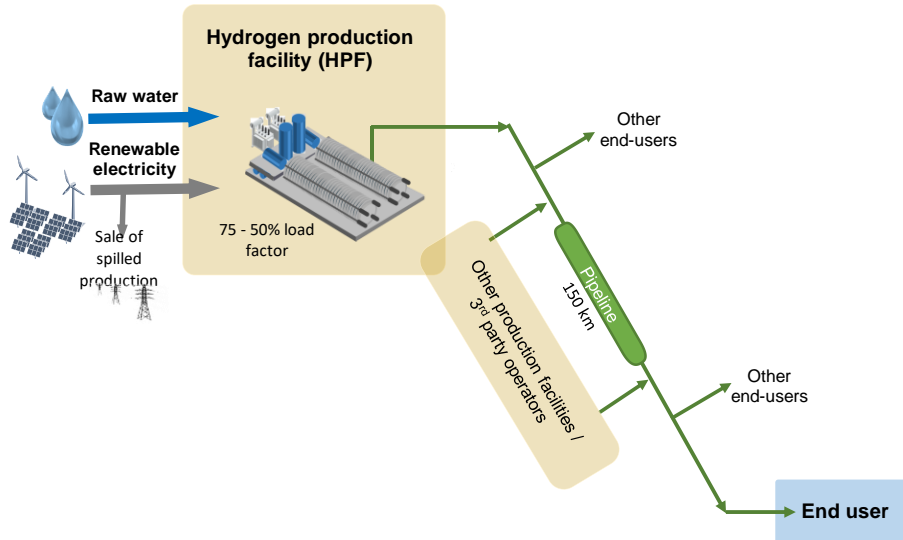 Hydrogen production
facility (HPF)
Raw water
Renewable
electricity
Sale of
spilled
production
75 - 50% load
factor
Other
end-users
Pipeline
150 km
Other production facilities /
3rd party operators
Other
end-users
End user